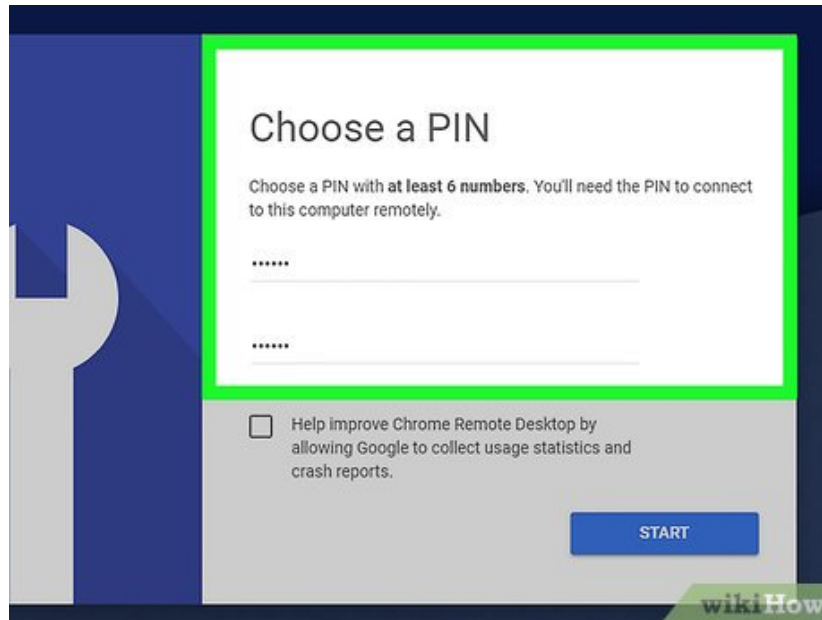 Choose a PIN
Choose a PIN with at least 6 numbers. You'll need the PIN to connect
to this computer remotely.
••••••
••••••
Help improve Chrome Remote Desktop by
allowing Google to collect usage statistics and
crash reports.
START
wikiHow